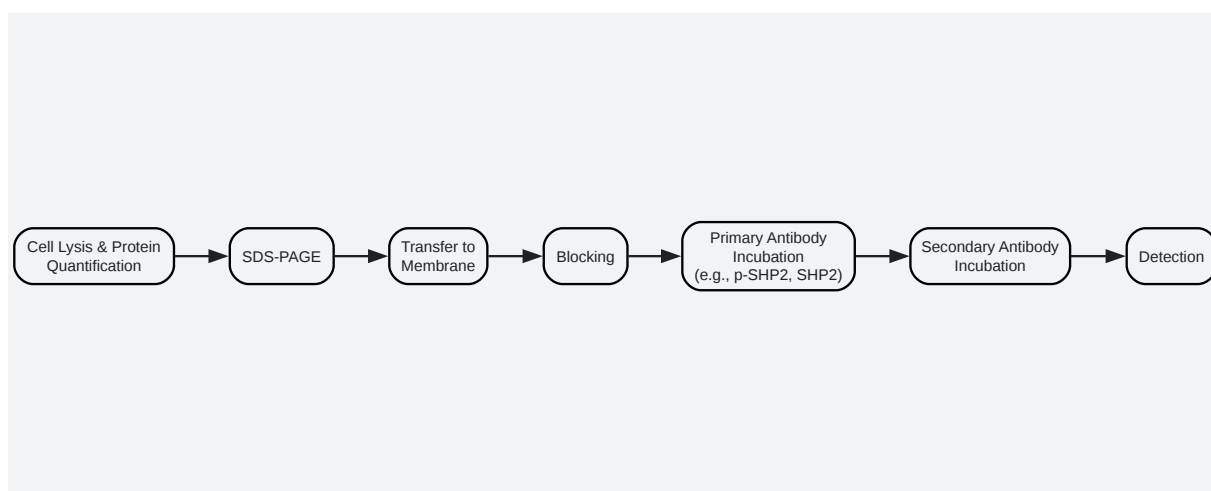 Cell Lysis & Protein
Quantification
SDS-PAGE
Transfer to
Membrane
Blocking
Primary Antibody
Incubation
(e.g., p-SHP2, SHP2)
Secondary Antibody
Incubation
Detection